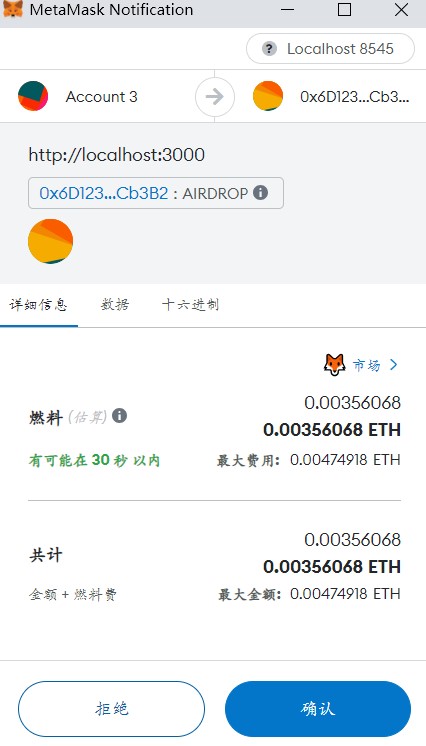 MetaMask Notification
? Localhost 8545
Account 3
0x6D123...Cb3...
http://localhost:3000
0x6D123...Cb3B2 : AIRDROP
详细信息 数据 十六进制
市场 >
0.00356068
燃料 (估算) 0.00356068 ETH
有可能在 30 秒 以内 最大费用: 0.00474918 ETH
0.00356068
共计 0.00356068 ETH
金额 + 燃料费 最大金额: 0.00474918 ETH
拒绝 确认